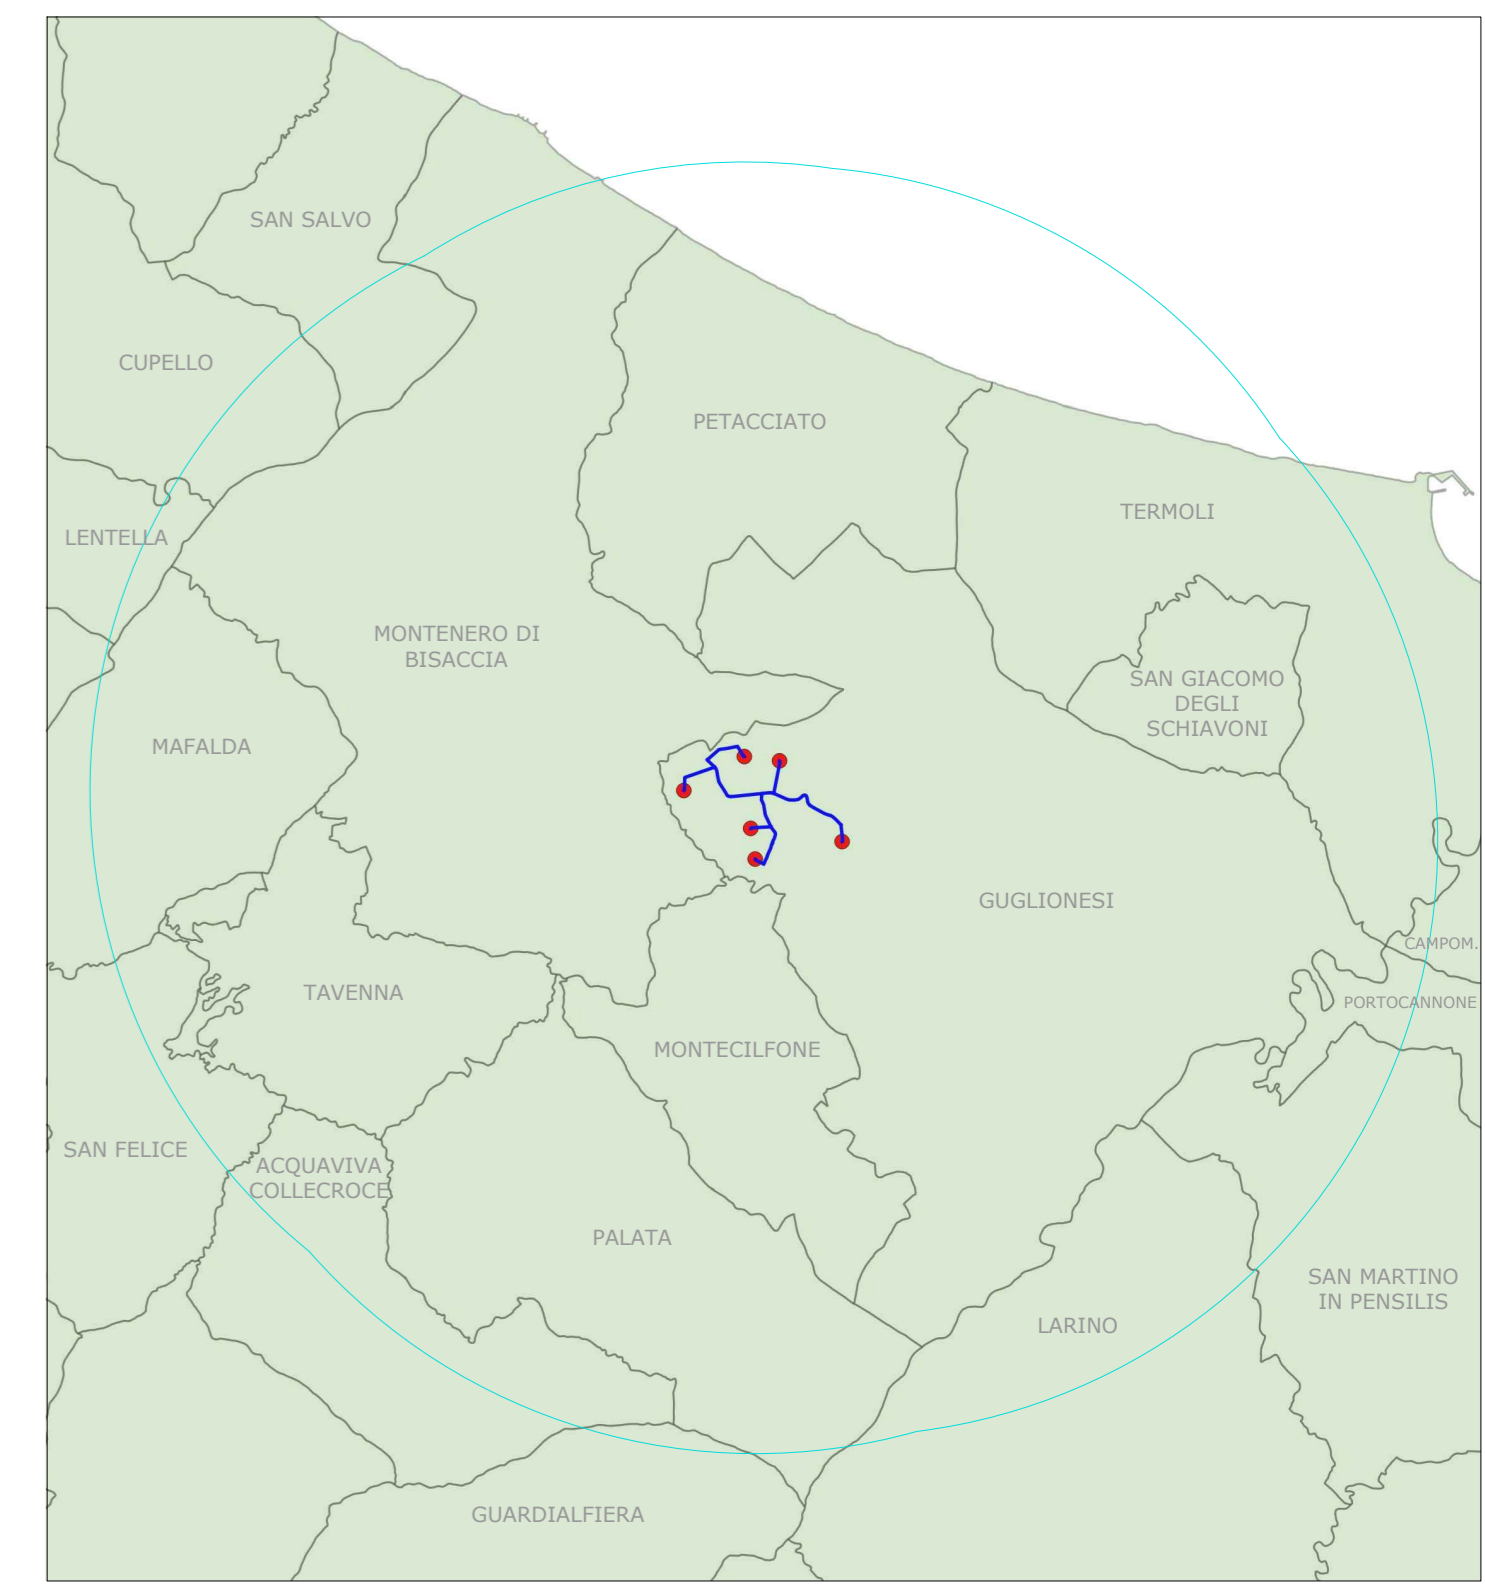 SAN SALVO
CUPELLO
PETACCIATO
TERMOLI
LENTELLA
MONTENERO DI
BISACCIA
SAN GIACOMO
DEGLI
SCHIAVONI
MAFALDA
GUGLIONESI
CAMPOM.
TAVENNA
PORTOCANNONE
MONTECILFONE
SAN FELICE
ACQUAVIVA
COLLECROCE
PALATA
SAN MARTINO
IN PENSILIS
LARINO
GUARDIALFIERA